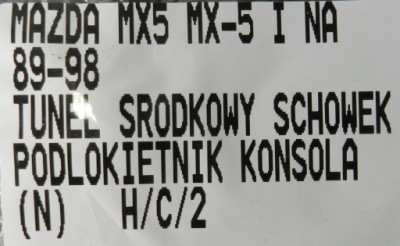 MAZDA MX5 MX-5 I NA
89-98
TUNEL SRODKOWY SCHOWEK
PODLOKIETNIK KONSOLA
(N) H/C/2